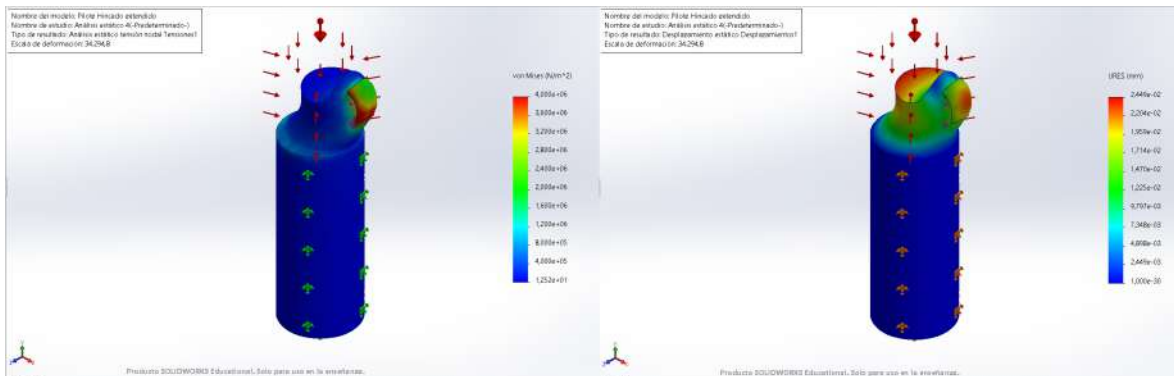 Nombre del modelo: Pilote Hincado extendido
Nombre de estudio: Análisis estático 4(-Predeterminado-)
Tipo de resultado: Análisis estático tensión nodal Tensiones1
Escala de deformación: 34.294,8
von Mises (N/m^2)
4,000e+06
3,600e+06
3,200e+06
2,800e+06
2,400e+06
2,000e+06
1,600e+06
1,200e+06
8,000e+05
4,000e+05
1,252e+01
Producto SOLIDWORKS Educational. Solo para uso en la enseñanza.
Nombre del modelo: Pilote Hincado extendido
Nombre de estudio: Análisis estático 4(-Predeterminado-)
Tipo de resultado: Desplazamiento estático Desplazamientos1
Escala de deformación: 34.294,8
URES (mm)
2,449e-02
2,204e-02
1,959e-02
1,714e-02
1,470e-02
1,225e-02
9,797e-03
7,348e-03
4,898e-03
2,449e-03
1,000e-30
Producto SOLIDWORKS Educational. Solo para uso en la enseñanza.